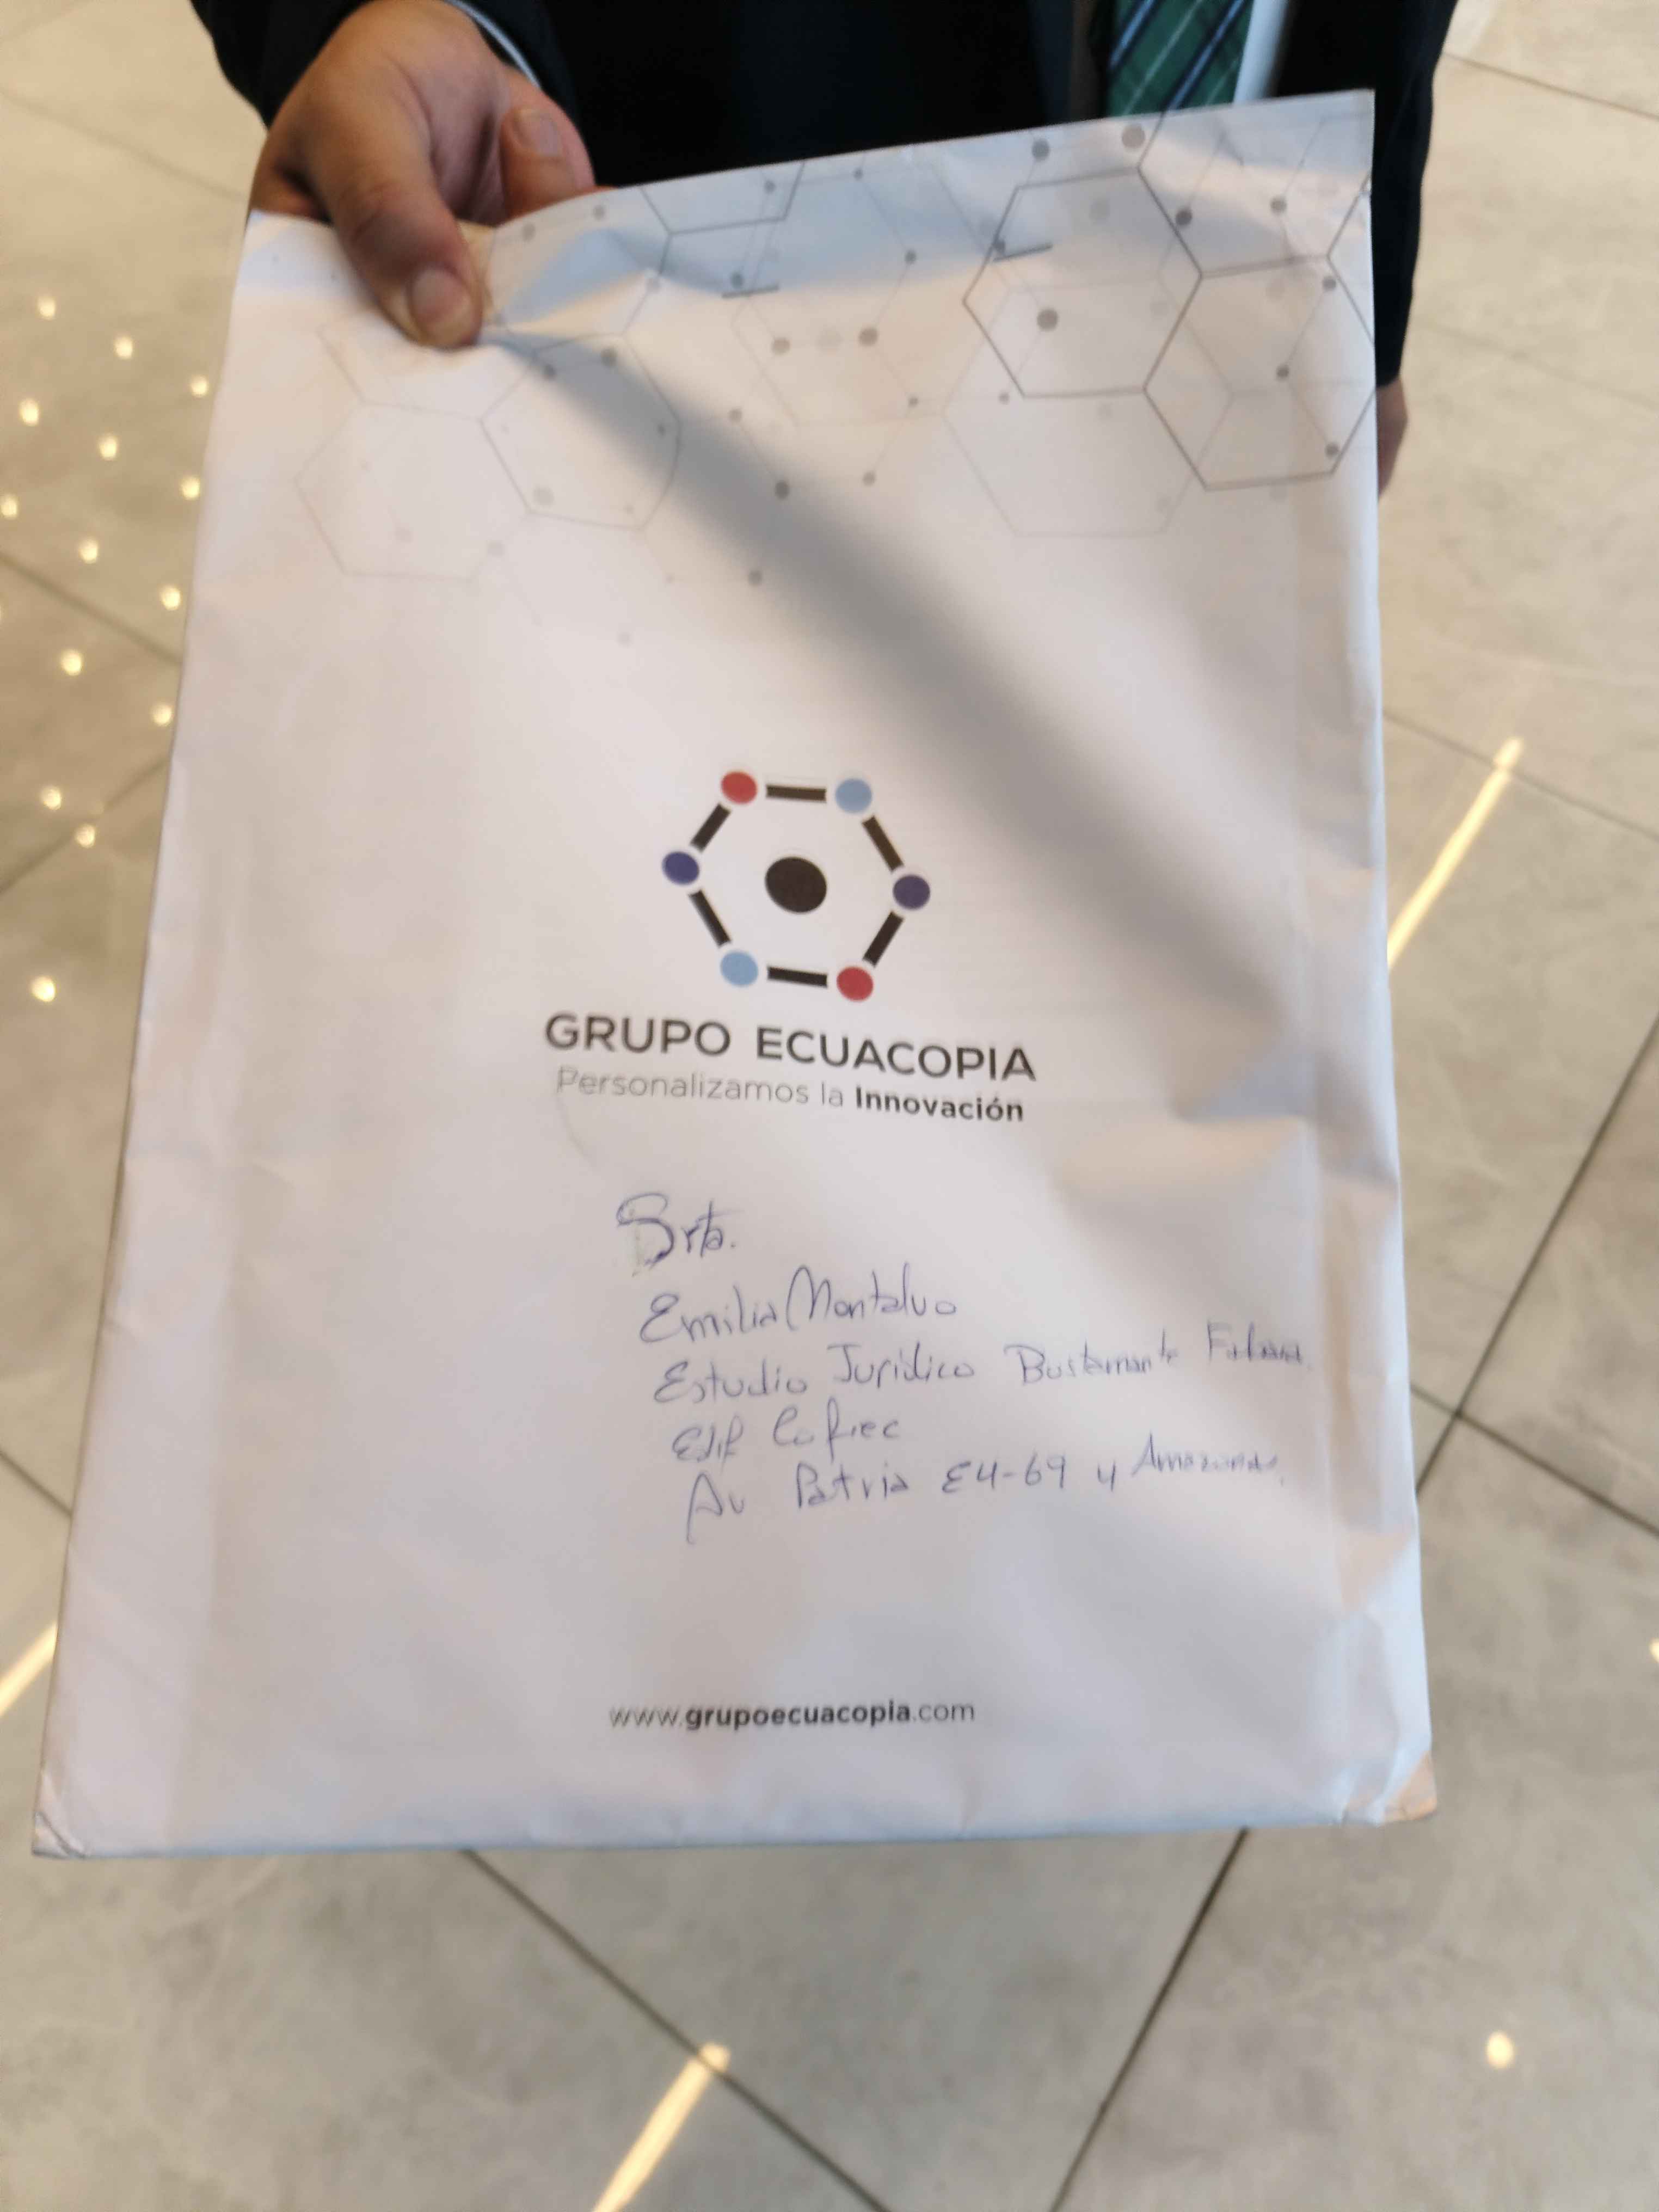 GRUPO ECUACOPIA
Personalizamos la Innovación
Srta.
Emilia Montalvo
Estudio Jurídico Bustamante
Edif Cofiec
Av Patria E4-69 y Amazonas.
www.grupoecuacopia.com